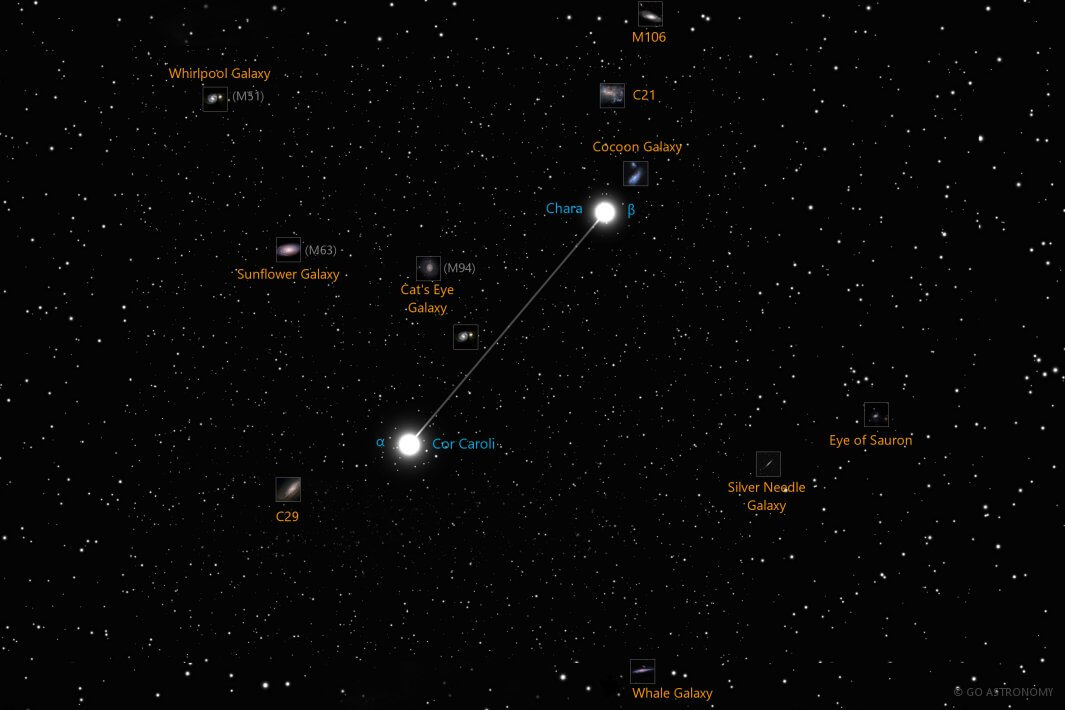 M106
Whirlpool Galaxy
(M51)
C21
Cocoon Galaxy
Chara β
(M63)
Sunflower Galaxy
(M94)
Cat's Eye
Galaxy
α Cor Caroli
Eye of Sauron
Silver Needle
Galaxy
C29
Whale Galaxy
© GO ASTRONOMY